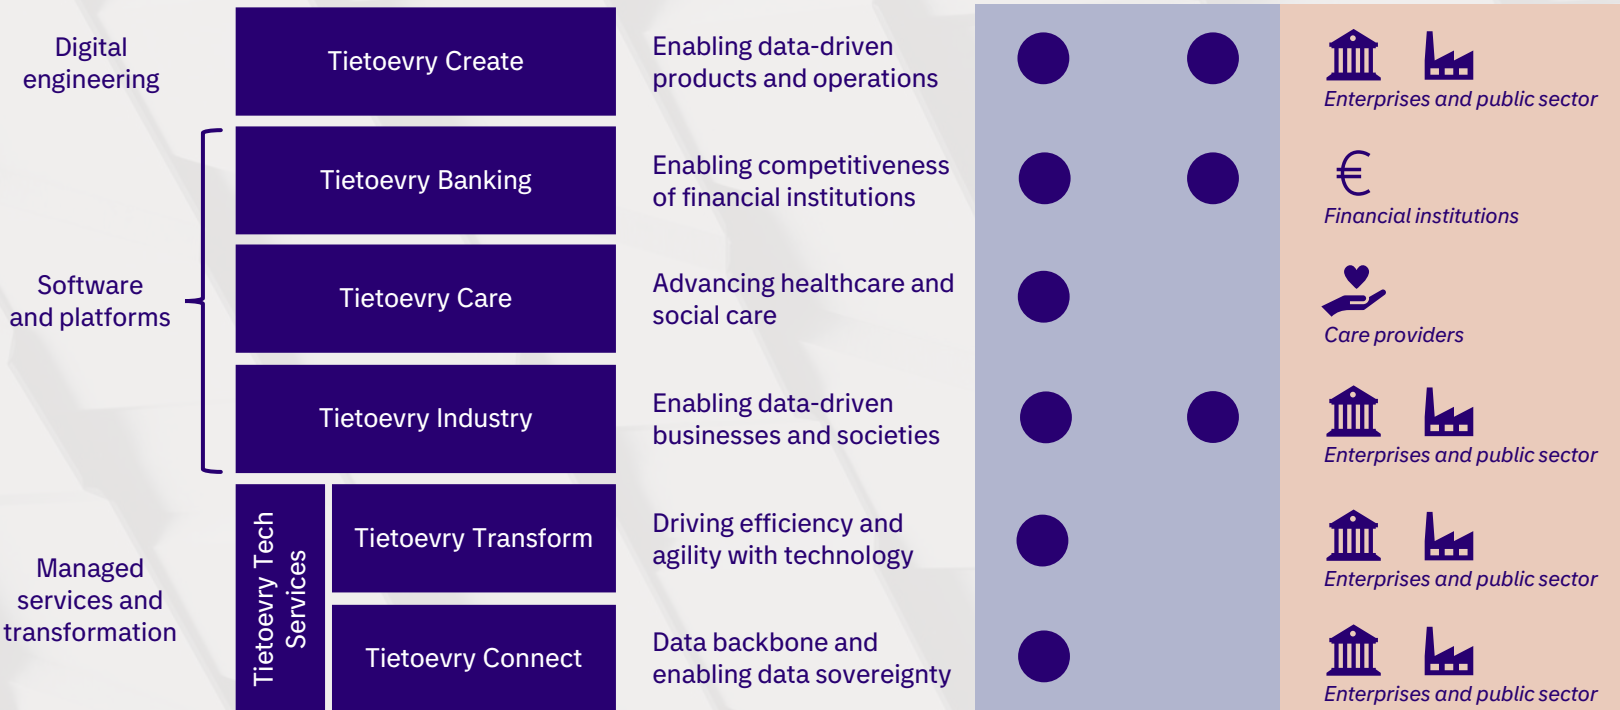 Digital
engineering
Tietoevry Create
Enabling data-driven
products and operations
Enterprises and public sector
Tietoevry Banking
Enabling competitiveness
of financial institutions
€
Financial institutions
Software
and platforms
Tietoevry Care
Advancing healthcare and
social care
Care providers
Tietoevry Industry
Enabling data-driven
businesses and societies
Enterprises and public sector
Managed
services and
transformation
Tietoevry Tech
Services
Tietoevry Transform
Driving efficiency and
agility with technology
Enterprises and public sector
Tietoevry Connect
Data backbone and
enabling data sovereignty
Enterprises and public sector